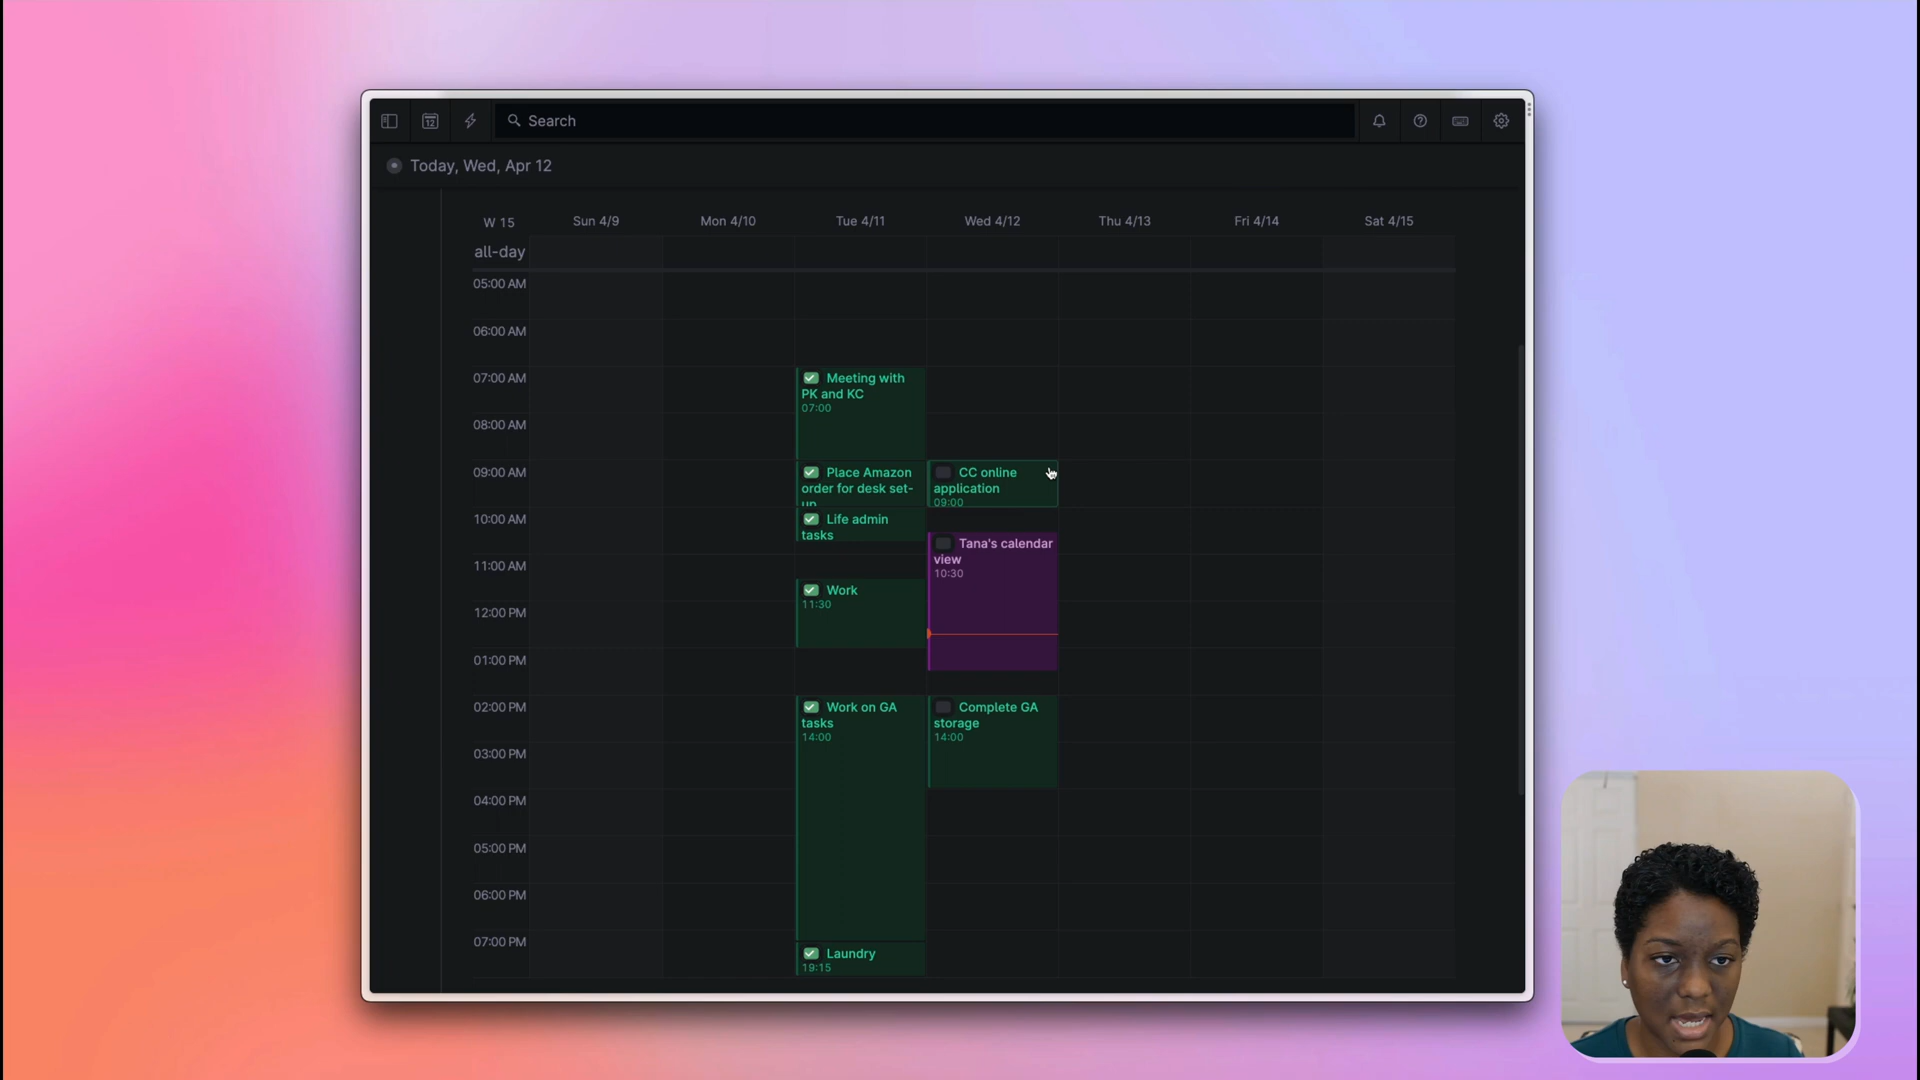 12
Search
Today, Wed, Apr 12
W 15
Sun 4/9
Mon 4/10
Tue 4/11
Wed 4/12
Thu 4/13
Fri 4/14
Sat 4/15
all-day
05:00 AM
06:00 AM
07:00 AM
08:00 AM
09:00 AM
10:00 AM
11:00 AM
12:00 PM
01:00 PM
02:00 PM
03:00 PM
04:00 PM
05:00 PM
06:00 PM
07:00 PM
Meeting with
PK and KC
07:00
Place Amazon
order for desk set-
up
Life admin
tasks
Work
11:30
Work on GA
tasks
14:00
Laundry
19:15
CC online
application
09:00
Tana's calendar
view
10:30
Complete GA
storage
14:00